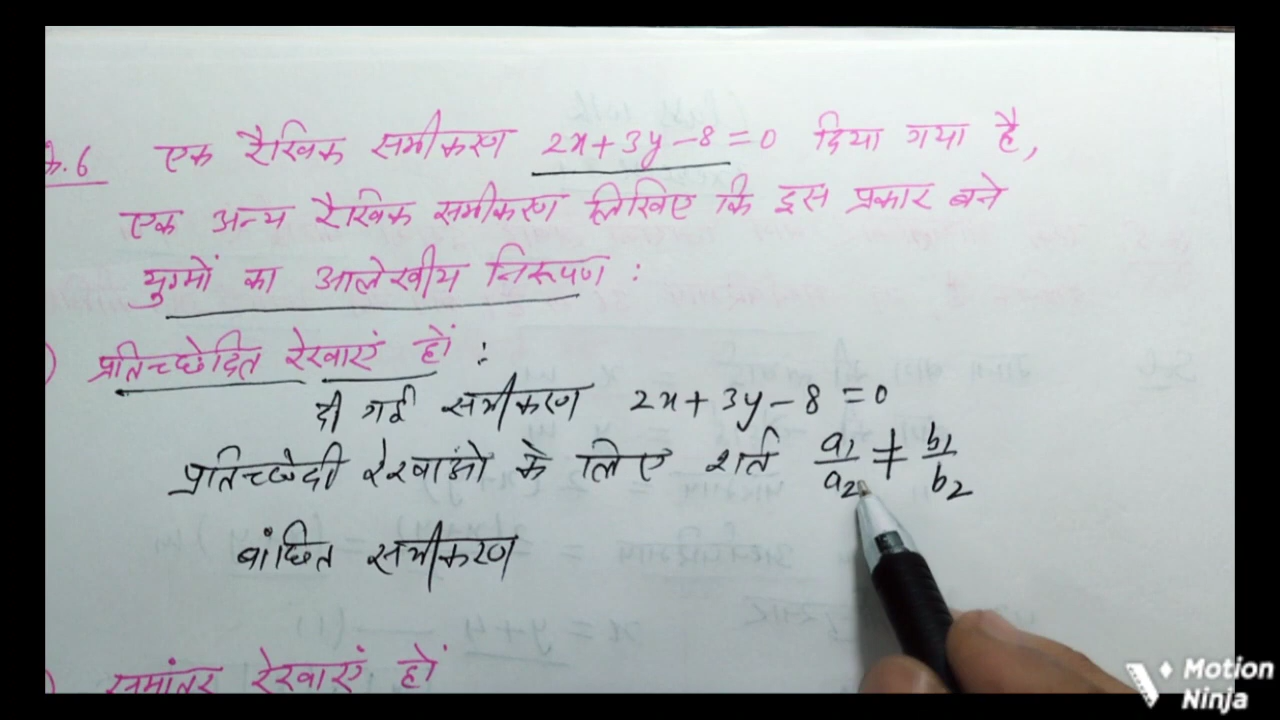 एक रैखिक समीकरण 2x+3y-8=0 दिया गया है,
एक अन्य रैखिक समीकरण लिखिए कि इस प्रकार बने
युग्मों का आलेखीय निरूपण :
) प्रतिच्छेदित रेखाएं हों :
दी गई समीकरण 2x+3y-8=0
प्रतिच्छेदी रेखाओं के लिए शर्त a1/a2 ≠ b1/b2
बांछित समीकरण
समांतर रेखाएं हों
Motion
Ninja